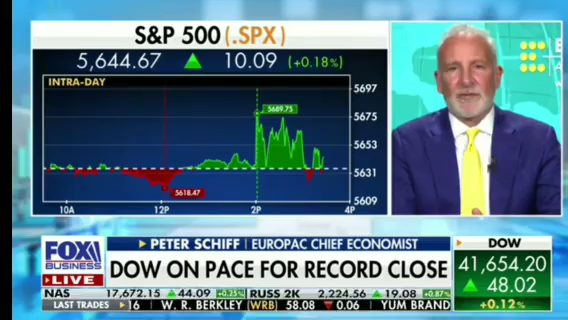 S&P 500 (.SPX)
5,644.67 ▲ 10.09 (+0.18%)
INTRA-DAY
5697
5689.75
5675
5653
5631
5618.47
5609
10A 12P 2P 4P
FOX
BUSINESS
LIVE
PETER SCHIFF | EUROPAC CHIEF ECONOMIST
DOW ON PACE FOR RECORD CLOSE
DOW
41,654.20
▲ 48.02
+0.12%
NAS 17,672.15 ▲ 44.09 +0.25% RUSS 2K 2,224.56 ▲ 19.08 +0.87%
LAST TRADES 16 W. R. BERKLEY (WRB) 58.08 ▼ 0.06 YUM BRAND